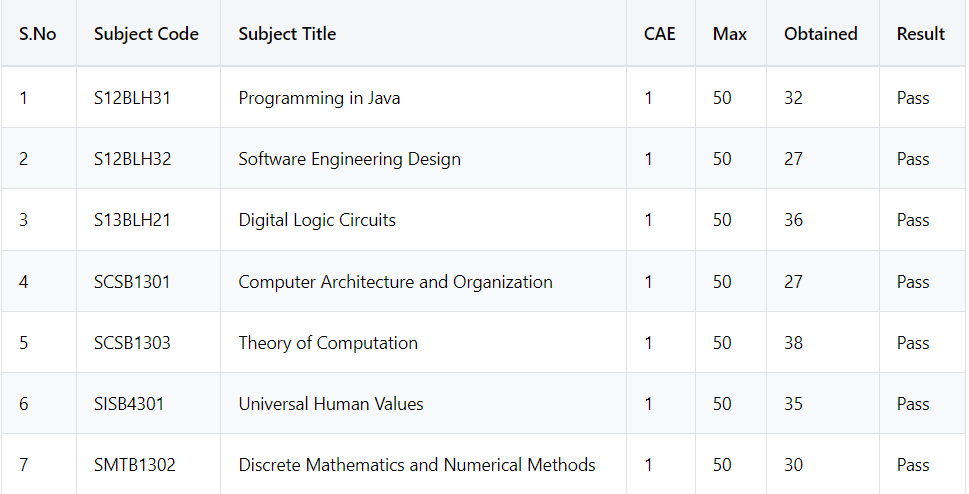 S.No Subject Code Subject Title CAE Max Obtained Result
1 S12BLH31 Programming in Java 1 50 32 Pass
2 S12BLH32 Software Engineering Design 1 50 27 Pass
3 S13BLH21 Digital Logic Circuits 1 50 36 Pass
4 SCSB1301 Computer Architecture and Organization 1 50 27 Pass
5 SCSB1303 Theory of Computation 1 50 38 Pass
6 SISB4301 Universal Human Values 1 50 35 Pass
7 SMTB1302 Discrete Mathematics and Numerical Methods 1 50 30 Pass